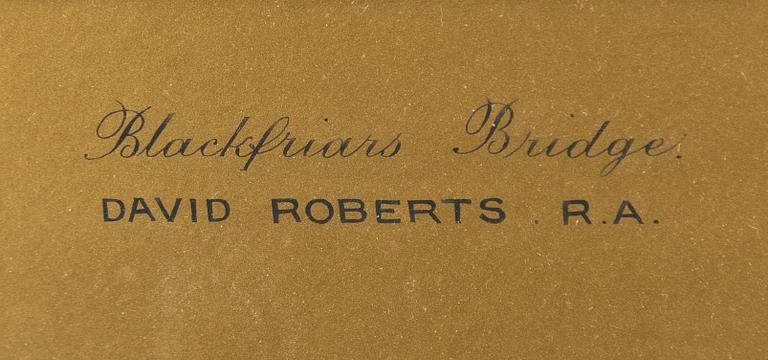 Blackfriars Bridge.
DAVID ROBERTS . R.A.